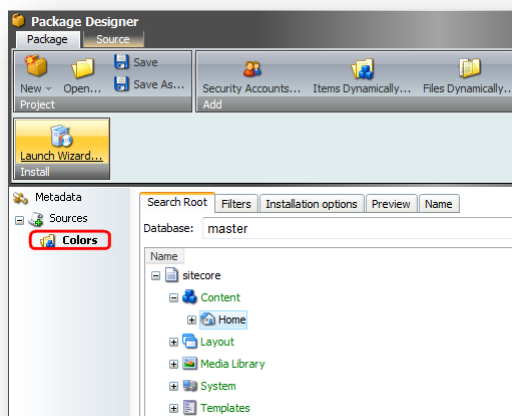 Package Designer
Package Source
New Open... Save
Save As...
Project
Security Accounts... Items Dynamically... Files Dynamically...
Add
Launch Wizard...
Install
Metadata
Sources
Colors
Search Root Filters Installation options Preview Name
Database: master
Name
sitecore
Content
Home
Layout
Media Library
System
Templates